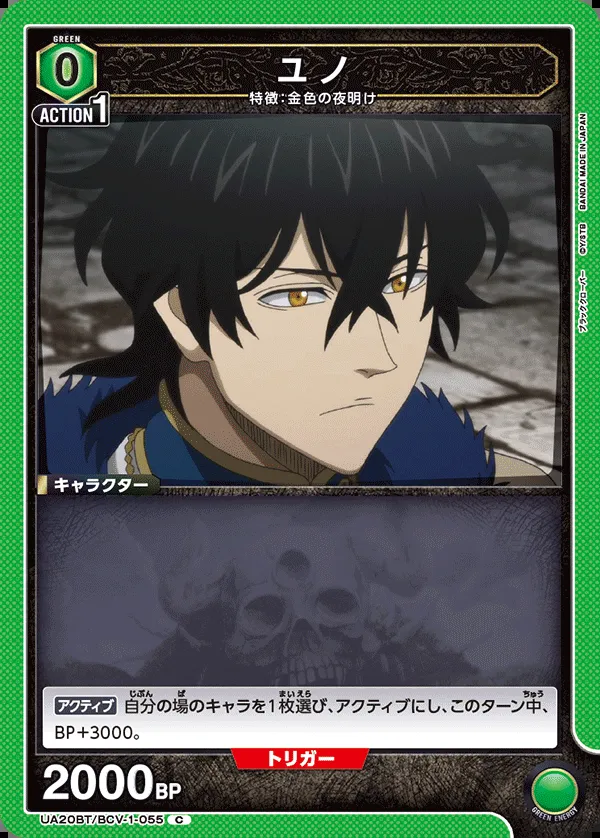 GREEN
0
ACTION 1
ユノ
特徴:金色の夜明け
BANDAI MADE IN JAPAN
©Y/STB
ブラッククローバー
キャラクター
アクティブ 自分の場のキャラを1枚選び、アクティブにし、このターン中、
BP+3000。
トリガー
2000BP
GREEN ENERGY
UA20BT/BCV-1-055 C